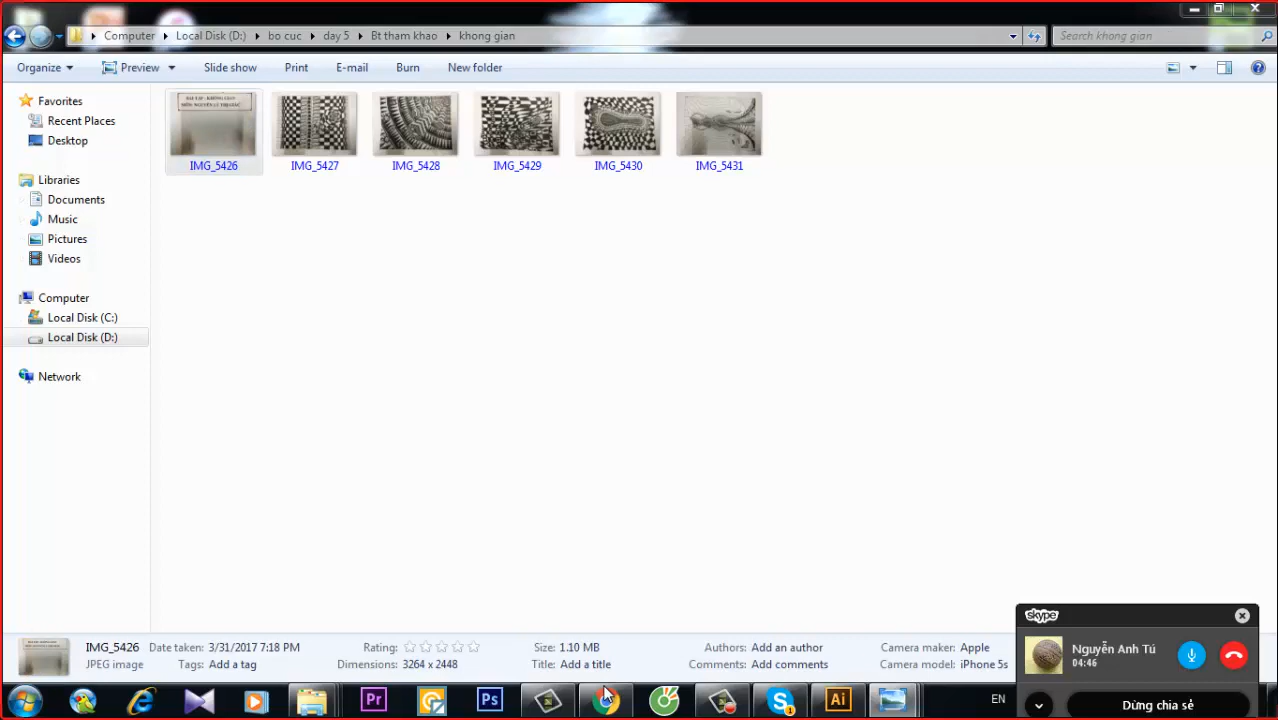 Computer ▸ Local Disk (D:) ▸ bo cuc ▸ day 5 ▸ Bt tham khao ▸ khong gian
Search khong gian
Organize Preview Slide show Print E-mail Burn New folder
Favorites
Recent Places
Desktop
Libraries
Documents
Music
Pictures
Videos
Computer
Local Disk (C:)
Local Disk (D:)
Network
IMG_5426 IMG_5427 IMG_5428 IMG_5429 IMG_5430 IMG_5431
IMG_5426 Date taken: 3/31/2017 7:18 PM Rating: Size: 1.10 MB Authors: Add an author Camera maker: Apple
JPEG image Tags: Add a tag Dimensions: 3264 x 2448 Title: Add a title Comments: Add comments Camera model: iPhone 5s
skype
Nguyễn Anh Tú
04:46
Dừng chia sẻ
Pr Ps S 1 Ai EN